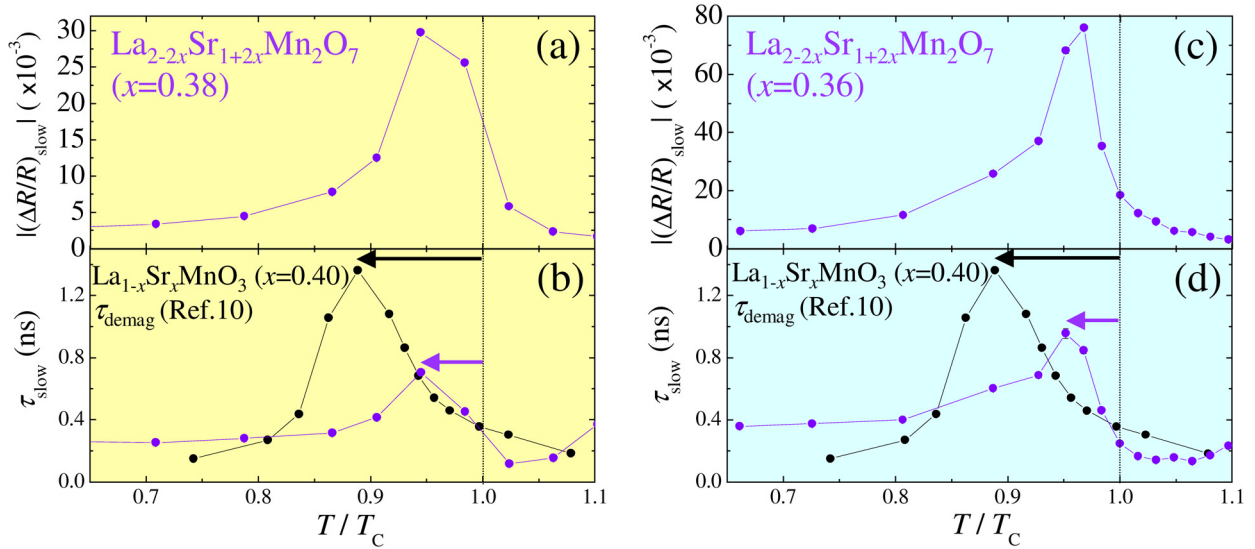 |(ΔR/R)slow| ( x10-3)
30
25
20
15
10
5
0
La2-2xSr1+2xMn2O7
(x=0.38)
(a)
τslow (ns)
1.2
0.8
0.4
0.0
La1-xSrxMnO3 (x=0.40)
τdemag (Ref.10)
(b)
0.7 0.8 0.9 1.0 1.1
T / TC
|(ΔR/R)slow| ( x10-3)
80
60
40
20
0
La2-2xSr1+2xMn2O7
(x=0.36)
(c)
τslow (ns)
1.2
0.8
0.4
0.0
La1-xSrxMnO3 (x=0.40)
τdemag (Ref.10)
(d)
0.7 0.8 0.9 1.0 1.1
T / TC